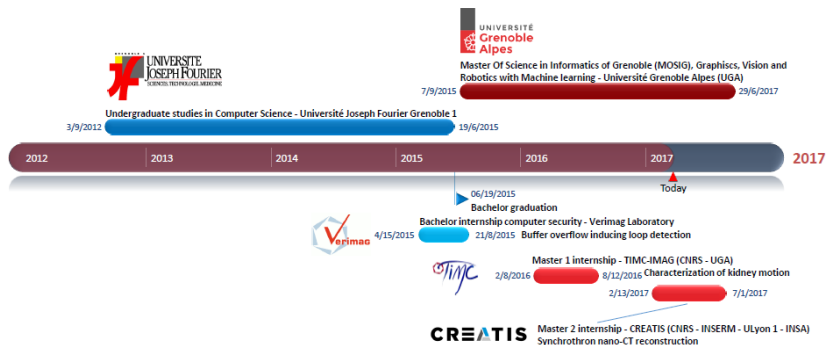 UNIVERSITÉ
Grenoble
Alpes
UNIVERSITE
JOSEPH FOURIER
SCIENCES. TECHNOLOGIE. MEDECINE
Master Of Science in Informatics of Grenoble (MOSIG), Graphiscs, Vision and
Robotics with Machine learning - Université Grenoble Alpes (UGA)
7/9/2015
29/6/2017
Undergraduate studies in Computer Science - Université Joseph Fourier Grenoble 1
3/9/2012
19/6/2015
2012
2013
2014
2015
2016
2017
2017
Today
06/19/2015
Bachelor graduation
Bachelor internship computer security - Verimag Laboratory
Verimag
4/15/2015
21/8/2015
Buffer overflow inducing loop detection
TIMC
Master 1 internship - TIMC-IMAG (CNRS - UGA)
2/8/2016
8/12/2016
Characterization of kidney motion
2/13/2017
7/1/2017
CREATIS
Master 2 internship - CREATIS (CNRS - INSERM - ULyon 1 - INSA)
Synchrothron nano-CT reconstruction